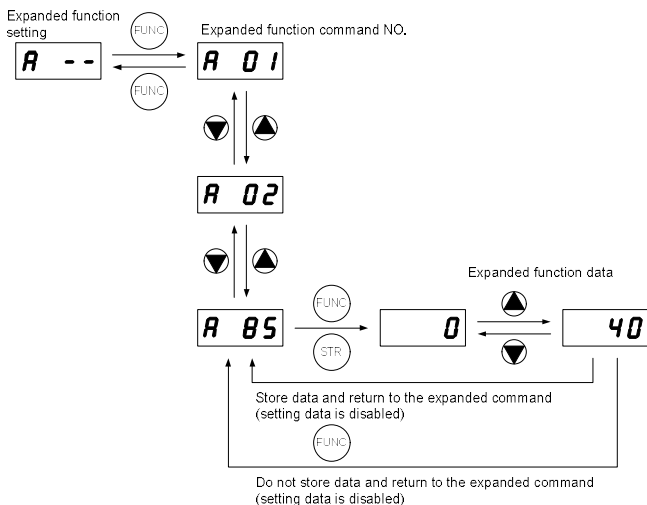 Expanded function
setting
FUNC
Expanded function command NO.
A --
A 01
FUNC
A 02
Expanded function data
A 85
FUNC
0
40
STR
Store data and return to the expanded command
(setting data is disabled)
FUNC
Do not store data and return to the expanded command
(setting data is disabled)